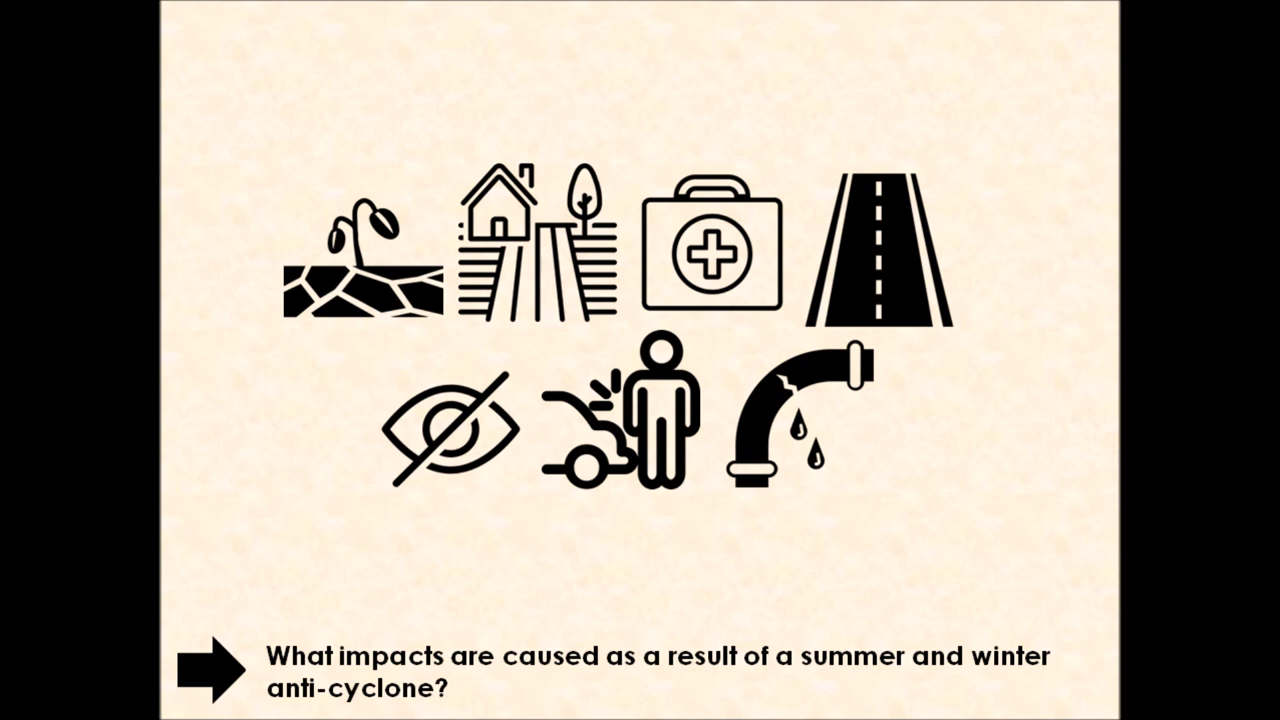 What impacts are caused as a result of a summer and winter
anti-cyclone?